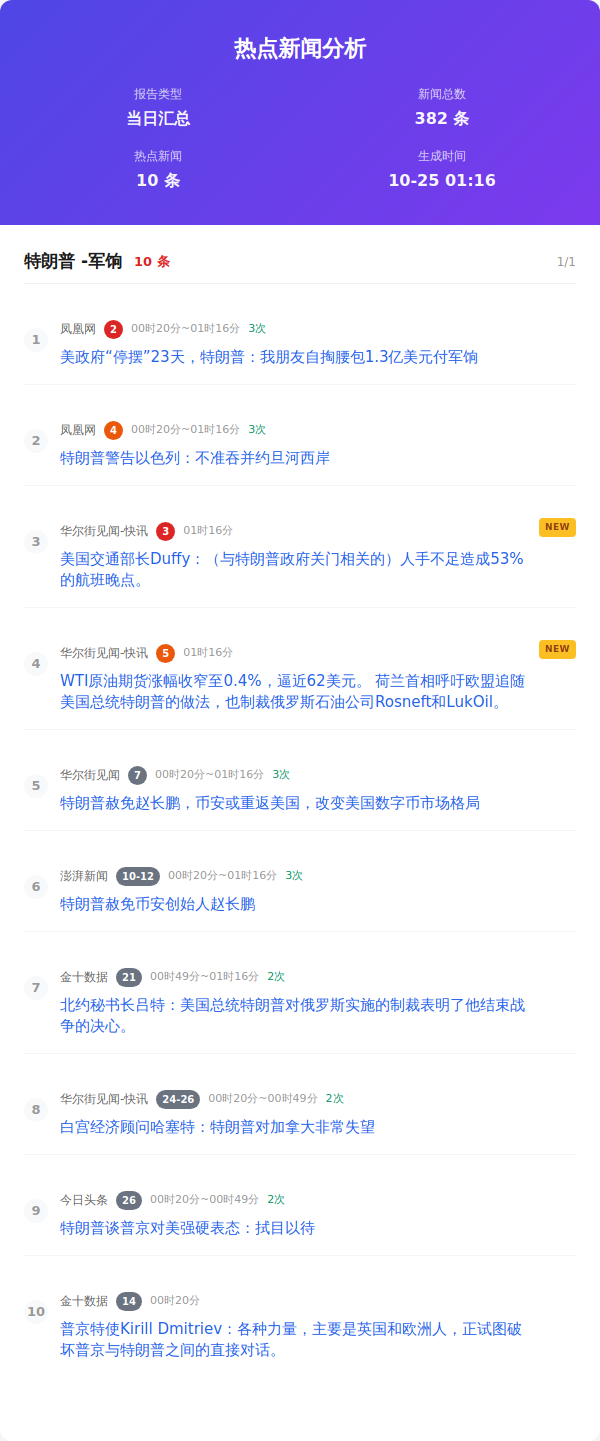 热点新闻分析
报告类型
新闻总数
当日汇总
382 条
热点新闻
生成时间
10 条
10-25 01:16
特朗普 -军饷 10 条 1/1
1 凤凰网 2 00时20分~01时16分 3次
美政府“停摆”23天，特朗普：我朋友自掏腰包1.3亿美元付军饷
2 凤凰网 4 00时20分~01时16分 3次
特朗普警告以色列：不准吞并约旦河西岸
3 华尔街见闻-快讯 3 01时16分 NEW
美国交通部长Duffy：（与特朗普政府关门相关的）人手不足造成53%
的航班晚点。
4 华尔街见闻-快讯 5 01时16分 NEW
WTI原油期货涨幅收窄至0.4%，逼近62美元。 荷兰首相呼吁欧盟追随
美国总统特朗普的做法，也制裁俄罗斯石油公司Rosneft和LukOil。
5 华尔街见闻 7 00时20分~01时16分 3次
特朗普赦免赵长鹏，币安或重返美国，改变美国数字币市场格局
6 澎湃新闻 10-12 00时20分~01时16分 3次
特朗普赦免币安创始人赵长鹏
7 金十数据 21 00时49分~01时16分 2次
北约秘书长吕特：美国总统特朗普对俄罗斯实施的制裁表明了他结束战
争的决心。
8 华尔街见闻-快讯 24-26 00时20分~00时49分 2次
白宫经济顾问哈塞特：特朗普对加拿大非常失望
9 今日头条 26 00时20分~00时49分 2次
特朗普谈普京对美强硬表态：拭目以待
10 金十数据 14 00时20分
普京特使Kirill Dmitriev：各种力量，主要是英国和欧洲人，正试图破
坏普京与特朗普之间的直接对话。